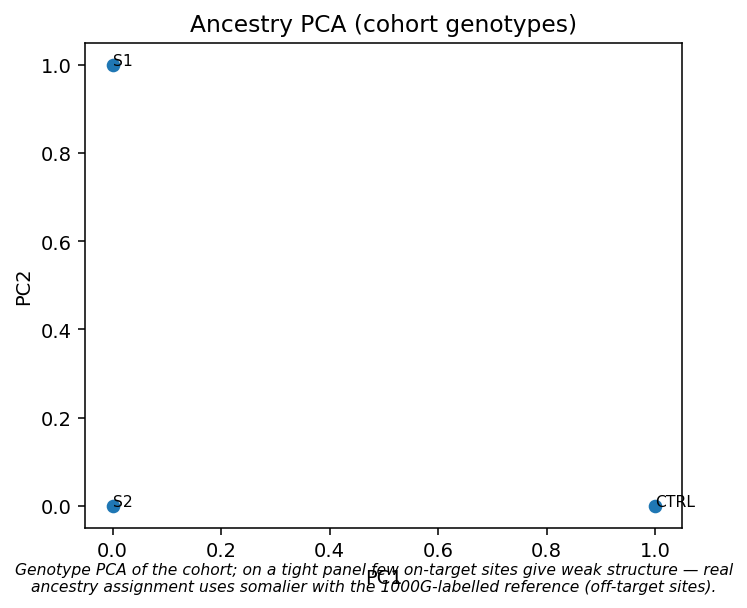 Ancestry PCA (cohort genotypes)
1.0
0.8
0.6
0.4
0.2
0.0
PC2
S1
S2
CTRL
0.0 0.2 0.4 0.6 0.8 1.0
PC1
Genotype PCA of the cohort; on a tight panel few on-target sites give weak structure — real
ancestry assignment uses somalier with the 1000G-labelled reference (off-target sites).